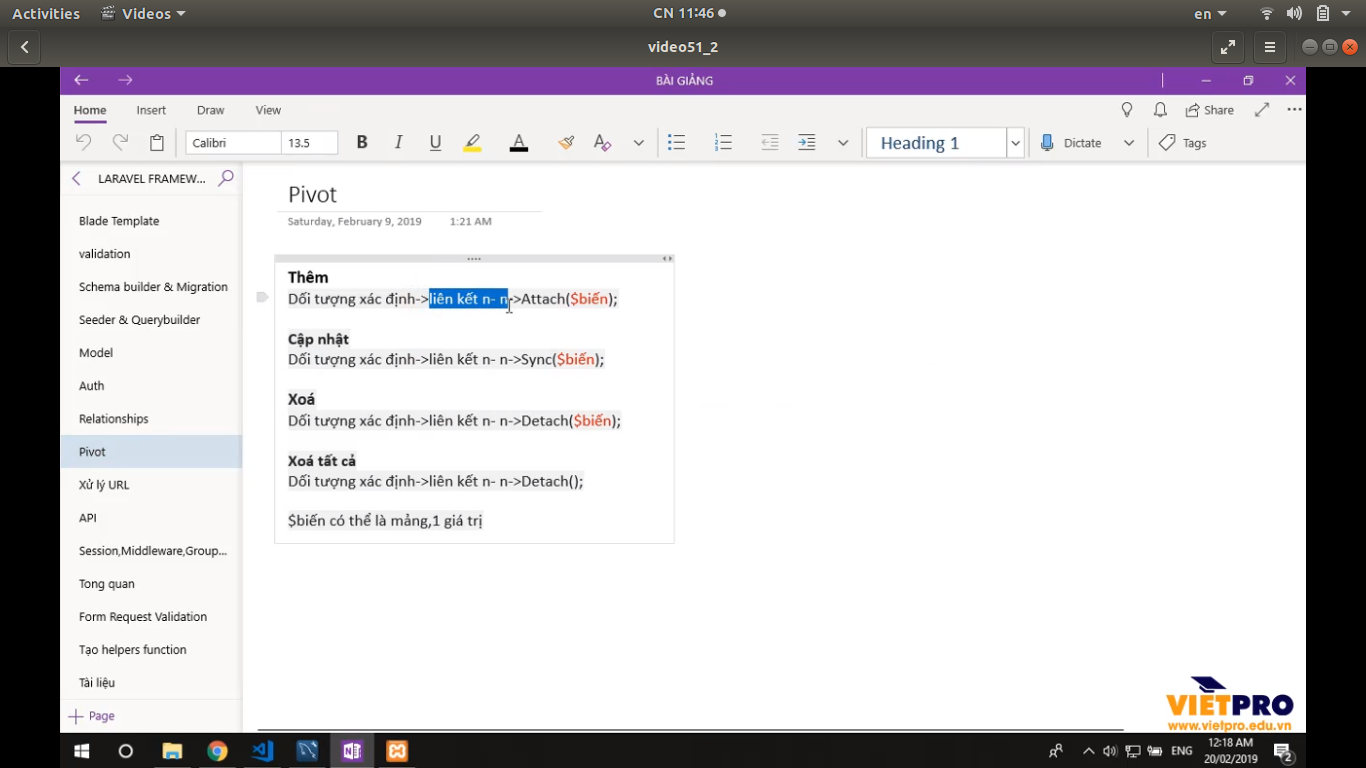 Activities
Videos
CN 11:46
en
video51_2
BÀI GIẢNG
Home
Insert
Draw
View
Share
Calibri
13.5
B
I
U
A
Heading 1
Dictate
Tags
LARAVEL FRAMEW...
Blade Template
validation
Schema builder & Migration
Seeder & Querybuilder
Model
Auth
Relationships
Pivot
Xử lý URL
API
Session,Middleware,Group...
Tong quan
Form Request Validation
Tạo helpers function
Tài liệu
Page
Pivot
Saturday, February 9, 2019 1:21 AM
Thêm
Dối tượng xác định->liên kết n- n->Attach($biến);
Cập nhật
Dối tượng xác định->liên kết n- n->Sync($biến);
Xoá
Dối tượng xác định->liên kết n- n->Detach($biến);
Xoá tất cả
Dối tượng xác định->liên kết n- n->Detach();
$biến có thể là mảng,1 giá trị
VIETPRO
www.vietpro.edu.vn
ENG
12:18 AM
20/02/2019
2